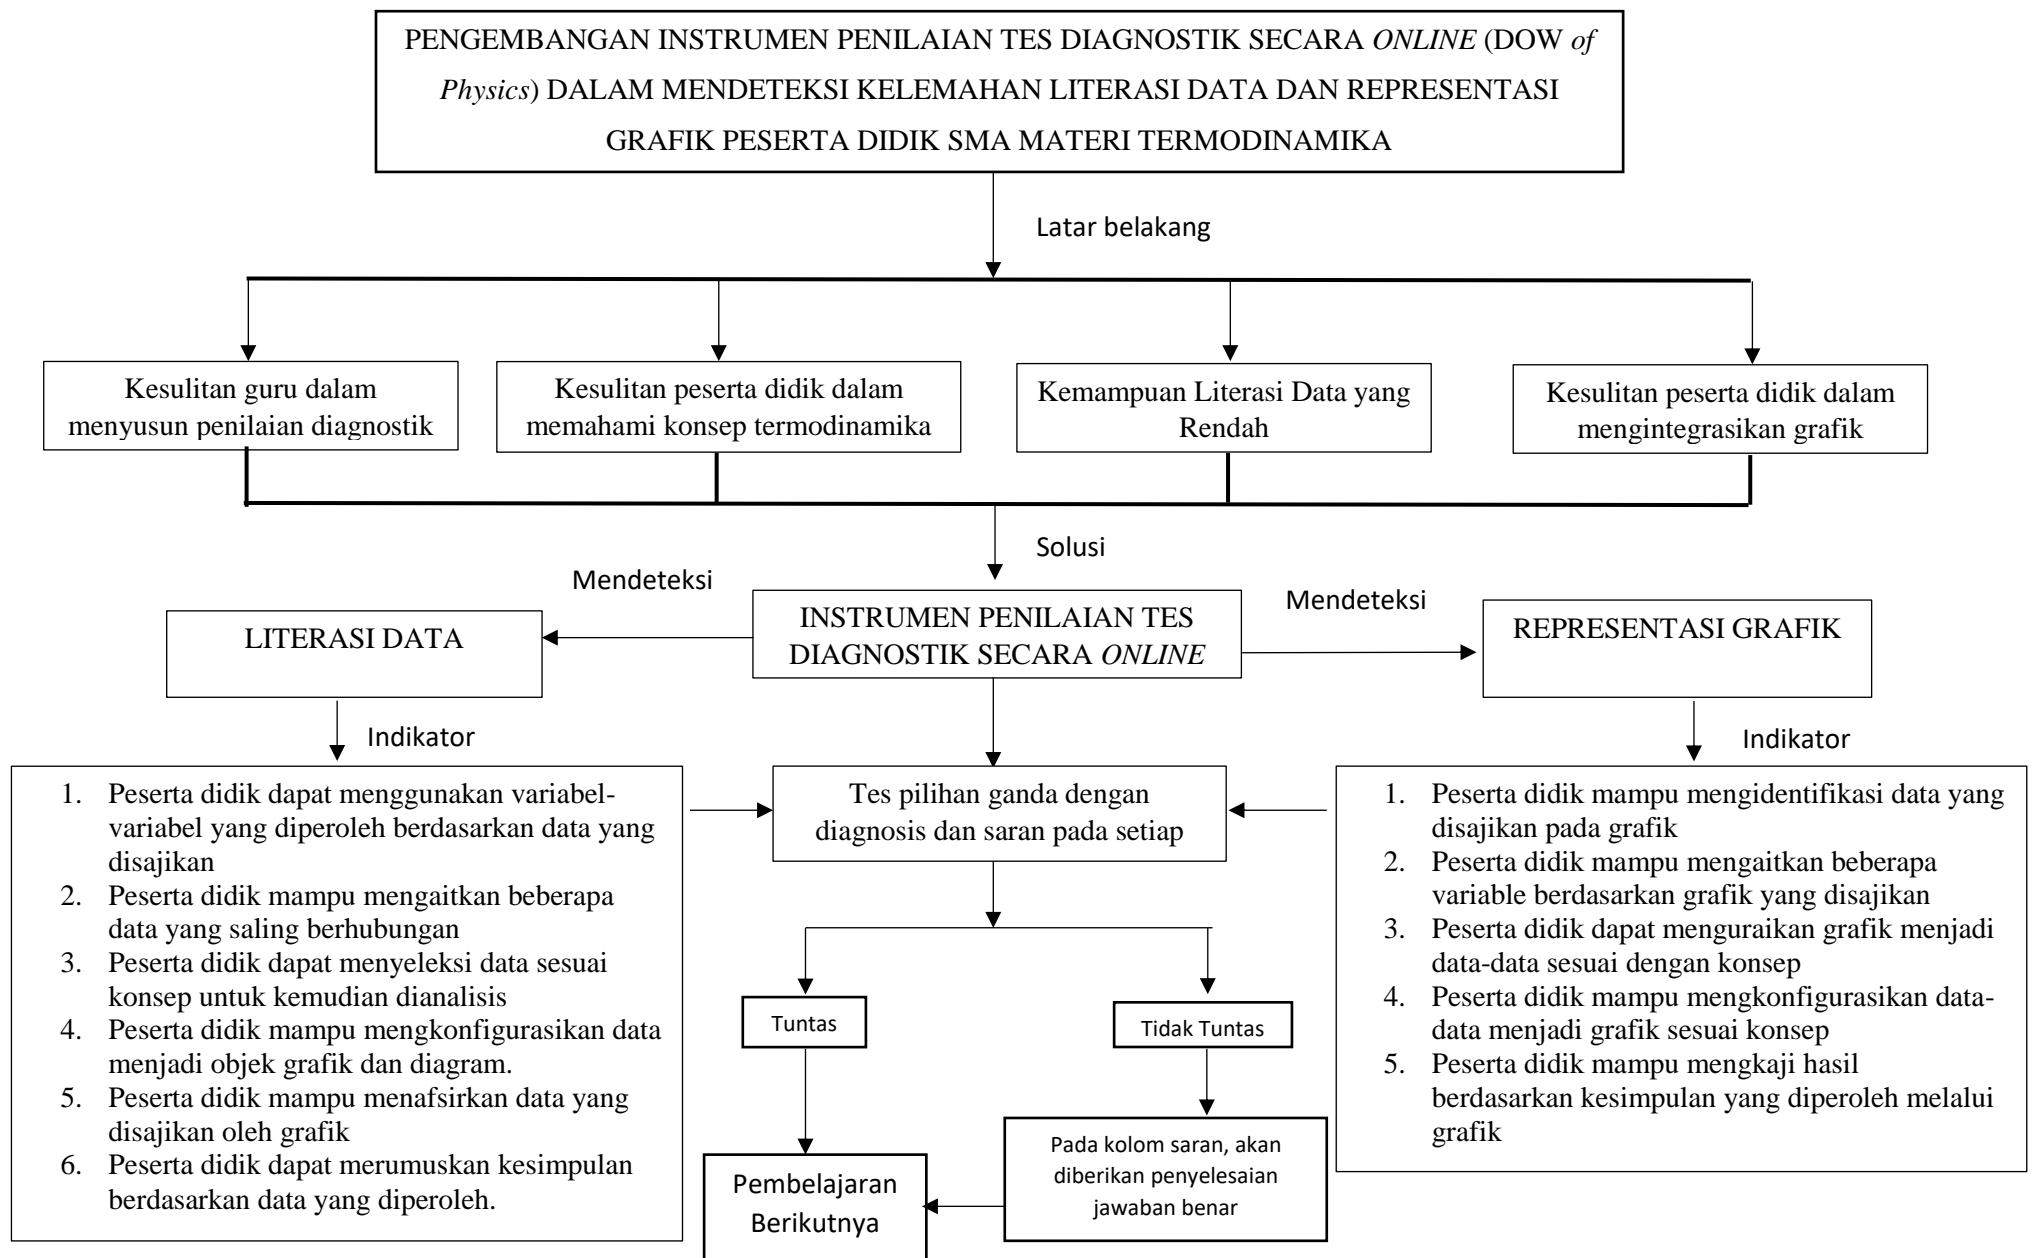 PENGEMBANGAN INSTRUMEN PENILAIAN TES DIAGNOSTIK SECARA ONLINE (DOW of
Physics) DALAM MENDETEKSI KELEMAHAN LITERASI DATA DAN REPRESENTASI
GRAFIK PESERTA DIDIK SMA MATERI TERMODINAMIKA
Latar belakang
Kesulitan guru dalam
menyusun penilaian diagnostik
Kesulitan peserta didik dalam
memahami konsep termodinamika
Kemampuan Literasi Data yang
Rendah
Kesulitan peserta didik dalam
mengintegrasikan grafik
Solusi
Mendeteksi
Mendeteksi
LITERASI DATA
INSTRUMEN PENILAIAN TES
DIAGNOSTIK SECARA ONLINE
REPRESENTASI GRAFIK
Indikator
Indikator
1. Peserta didik dapat menggunakan variabel-
variabel yang diperoleh berdasarkan data yang
disajikan
2. Peserta didik mampu mengaitkan beberapa
data yang saling berhubungan
3. Peserta didik dapat menyeleksi data sesuai
konsep untuk kemudian dianalisis
4. Peserta didik mampu mengkonfigurasikan data
menjadi objek grafik dan diagram.
5. Peserta didik mampu menafsirkan data yang
disajikan oleh grafik
6. Peserta didik dapat merumuskan kesimpulan
berdasarkan data yang diperoleh.
Tes pilihan ganda dengan
diagnosis dan saran pada setiap
1. Peserta didik mampu mengidentifikasi data yang
disajikan pada grafik
2. Peserta didik mampu mengaitkan beberapa
variable berdasarkan grafik yang disajikan
3. Peserta didik dapat menguraikan grafik menjadi
data-data sesuai dengan konsep
4. Peserta didik mampu mengkonfigurasikan data-
data menjadi grafik sesuai konsep
5. Peserta didik mampu mengkaji hasil
berdasarkan kesimpulan yang diperoleh melalui
grafik
Tuntas
Tidak Tuntas
Pada kolom saran, akan
diberikan penyelesaian
jawaban benar
Pembelajaran
Berikutnya